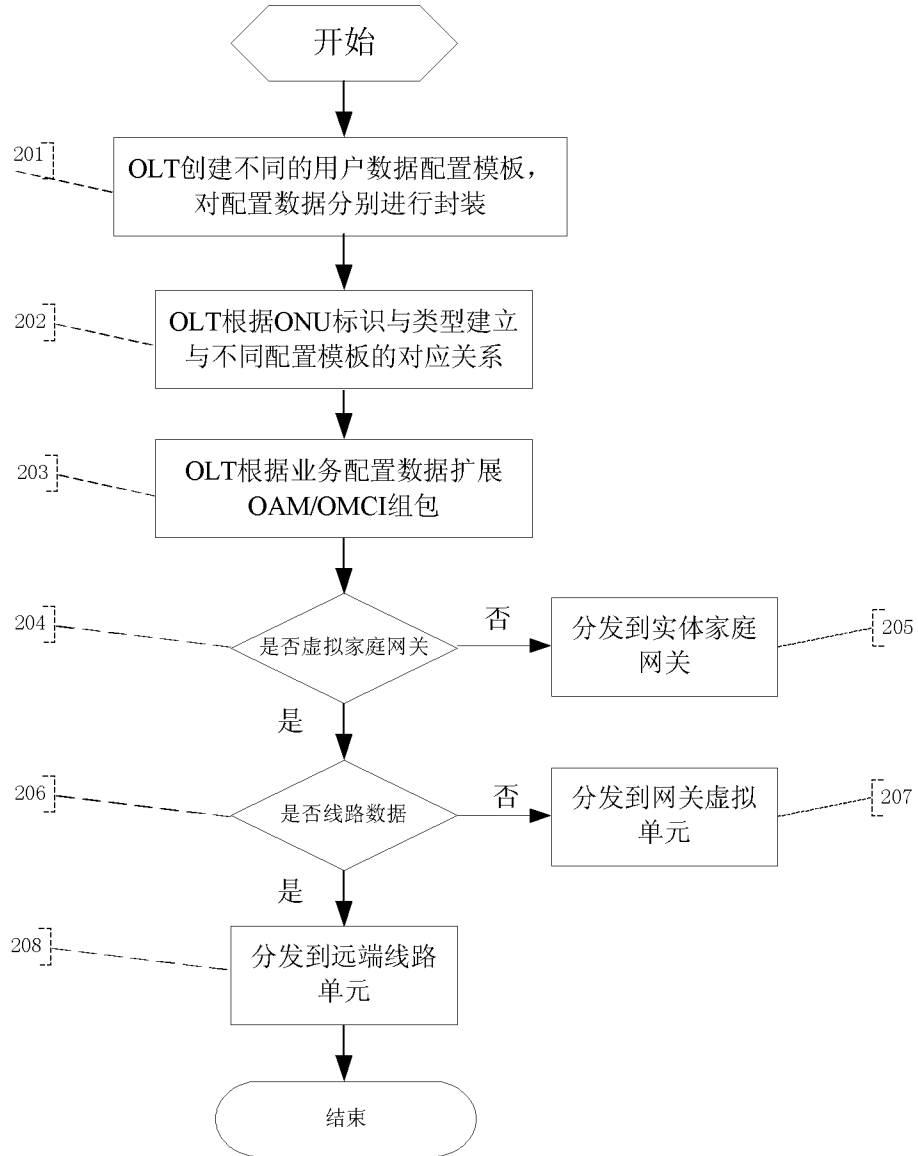 开始
201
OLT创建不同的用户数据配置模板，
对配置数据分别进行封装
202
OLT根据ONU标识与类型建立
与不同配置模板的对应关系
203
OLT根据业务配置数据扩展
OAM/OMCI组包
204
是否虚拟家庭网关
否
分发到实体家庭
网关
205
是
206
是否线路数据
否
分发到网关虚拟
单元
207
是
208
分发到远端线路
单元
结束